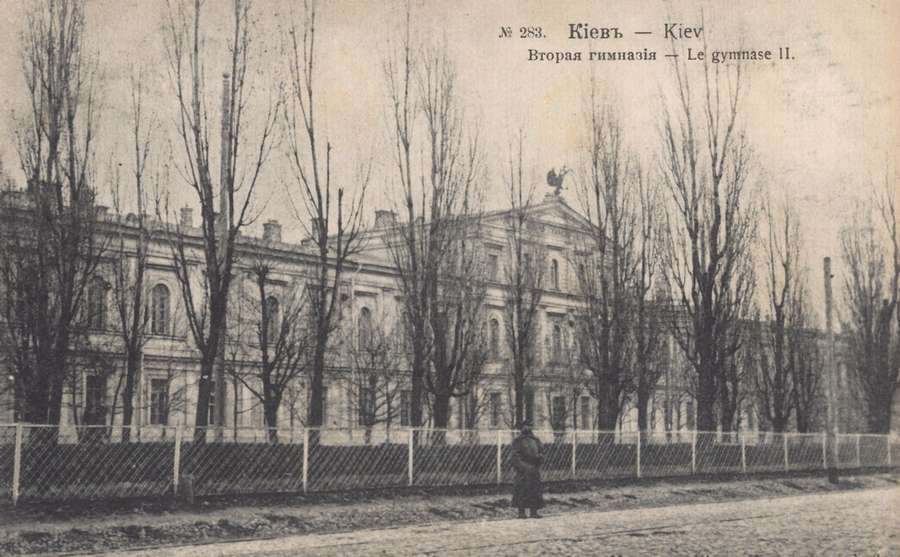 № 283. Кіевъ — Kiev
Вторая гимназія — Le gymnase II.